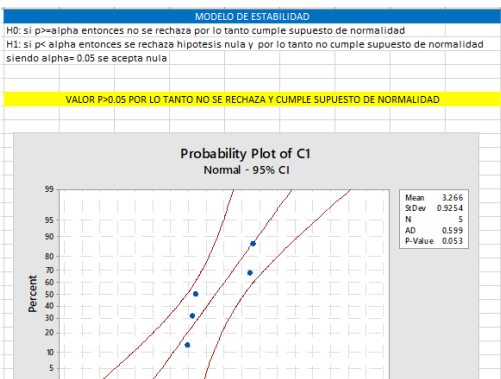 MODELO DE ESTABILIDAD
H0: si p>=alpha entonces no se rechaza por lo tanto cumple supuesto de normalidad
H1: si p< alpha entonces se rechaza hipotesis nula y por lo tanto no cumple supuesto de normalidad
siendo alpha= 0.05 se acepta nula
VALOR P>0.05 POR LO TANTO NO SE RECHAZA Y CUMPLE SUPUESTO DE NORMALIDAD
Probability Plot of C1
Normal - 95% CI
99
95
90
80
70
60
50
40
30
20
10
5
Percent
Mean 3.266
StDev 0.9254
N 5
AD 0.599
P-Value 0.053